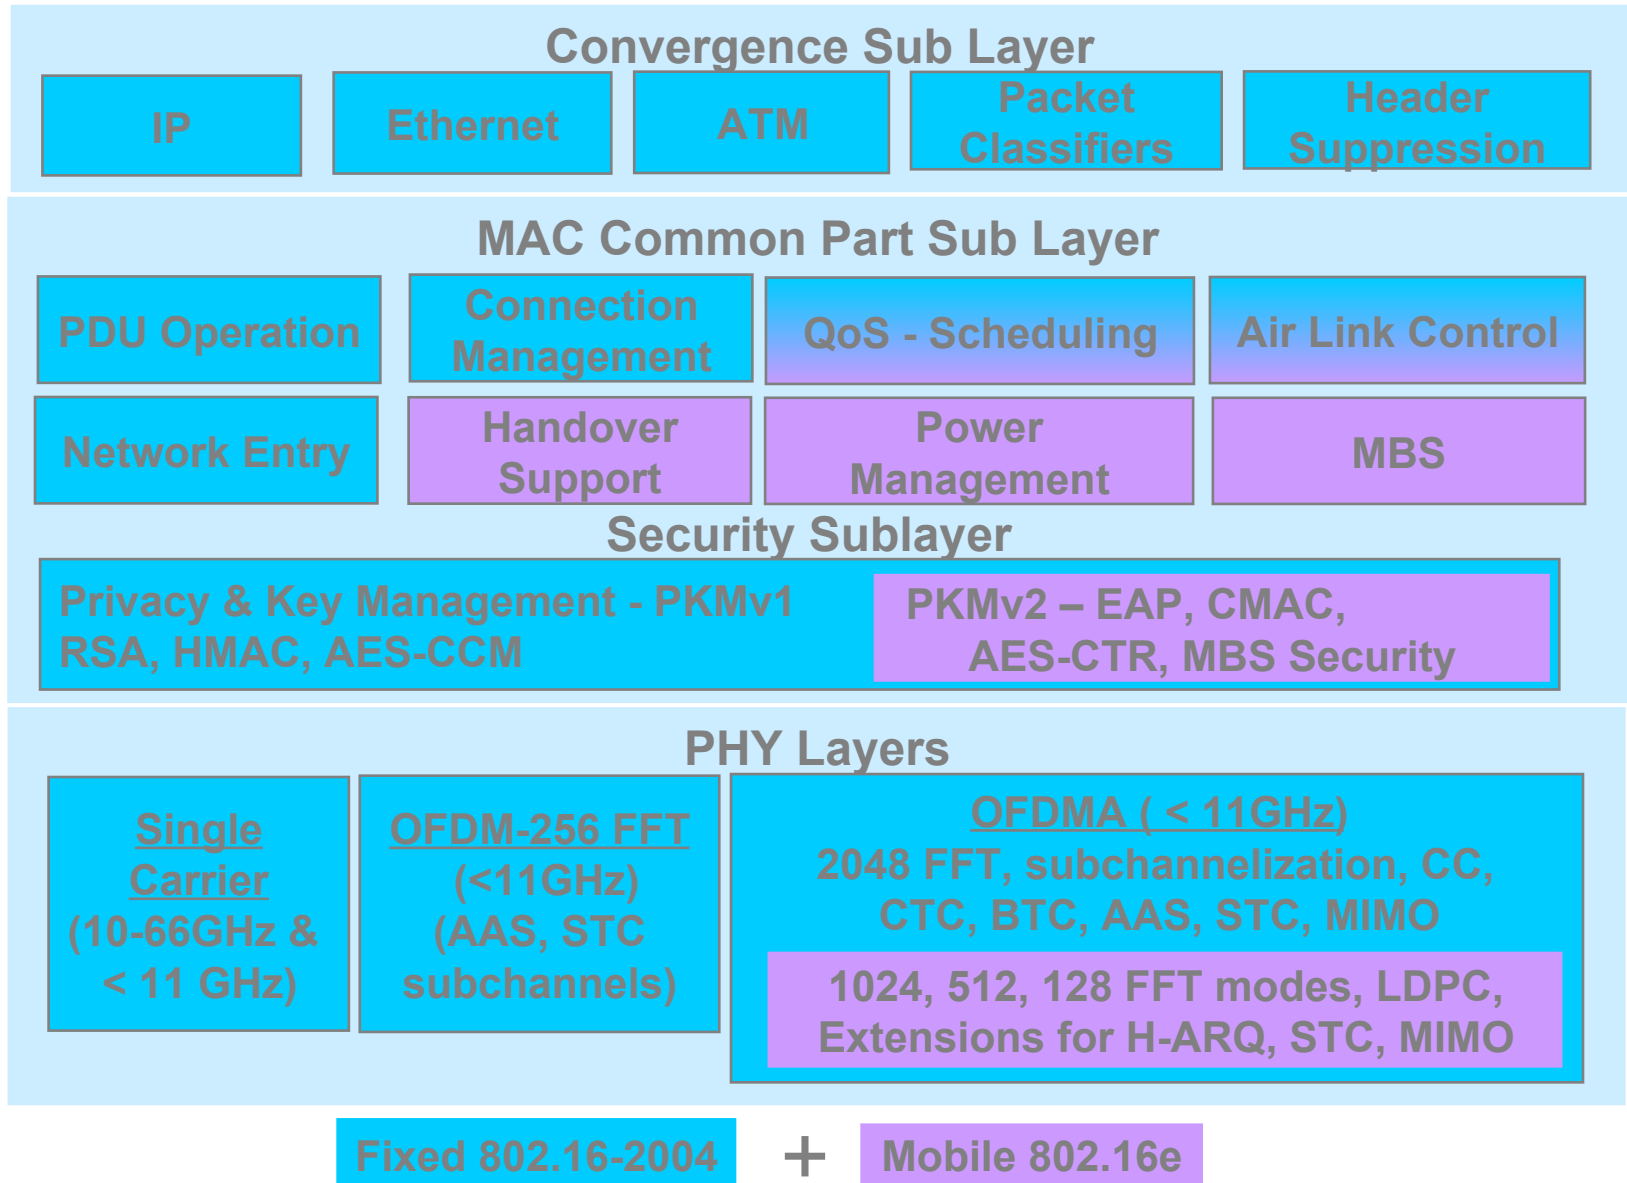 Convergence Sub Layer
IP
Ethernet
ATM
Packet
Classifiers
Header
Suppression
MAC Common Part Sub Layer
PDU Operation
Connection
Management
QoS - Scheduling
Air Link Control
Network Entry
Handover
Support
Power
Management
MBS
Security Sublayer
Privacy & Key Management - PKMv1
RSA, HMAC, AES-CCM
PKMv2 – EAP, CMAC,
AES-CTR, MBS Security
PHY Layers
Single
Carrier
(10-66GHz &
< 11 GHz)
OFDM-256 FFT
(<11GHz)
(AAS, STC
subchannels)
OFDMA ( < 11GHz)
2048 FFT, subchannelization, CC,
CTC, BTC, AAS, STC, MIMO
1024, 512, 128 FFT modes, LDPC,
Extensions for H-ARQ, STC, MIMO
Fixed 802.16-2004
+
Mobile 802.16e